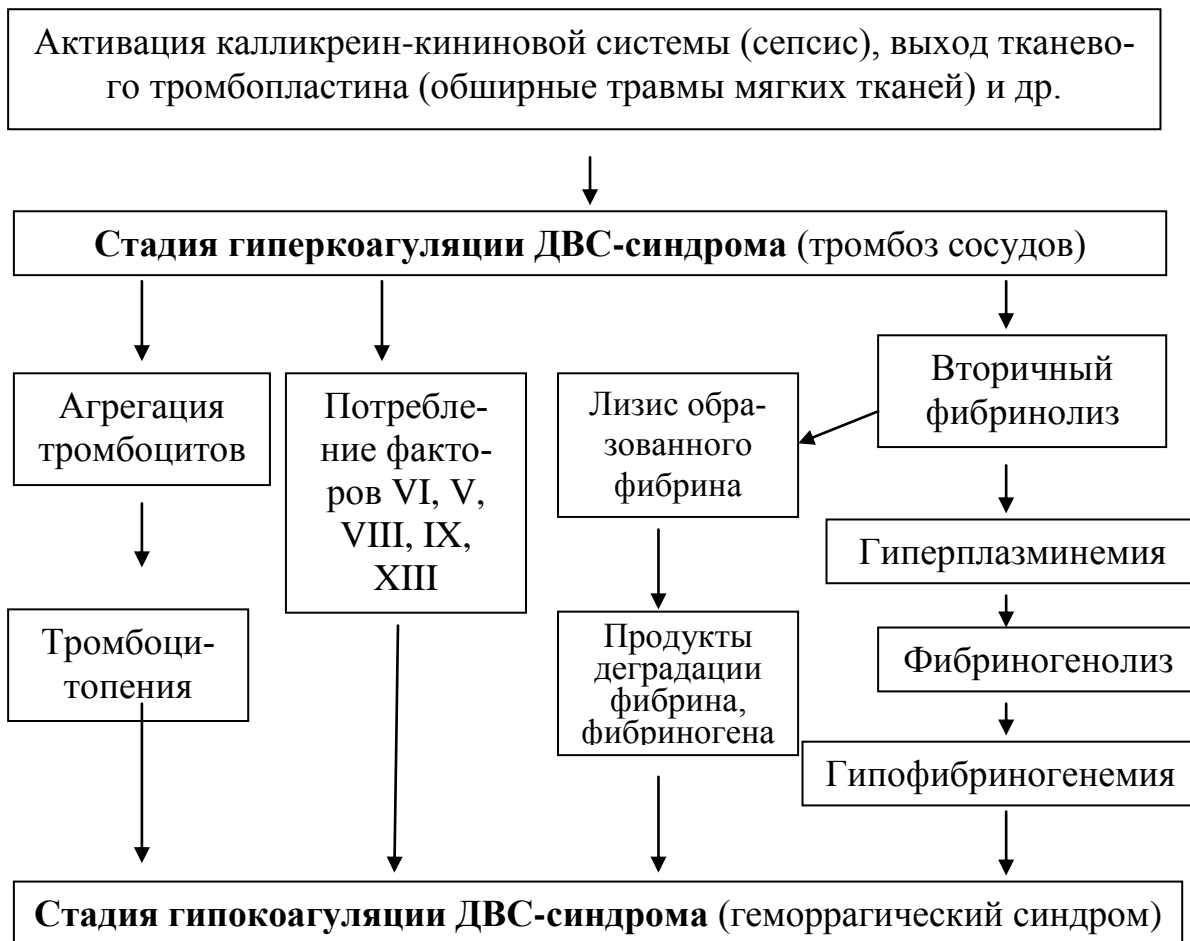 Активация калликреин-кининовой системы (сепсис), выход тканево-
го тромбопластина (обширные травмы мягких тканей) и др.
Стадия гиперкоагуляции ДВС-синдрома (тромбоз сосудов)
Агрегация
тромбоцитов
Потребле-
ние факто-
ров VI, V,
VIII, IX,
XIII
Лизис обра-
зованного
фибрина
Вторичный
фибринолиз
Гиперплазминемия
Тромбоци-
топения
Продукты
деградации
фибрина,
фибриногена
Фибриногенолиз
Гипофибриногенемия
Стадия гипокоагуляции ДВС-синдрома (геморрагический синдром)